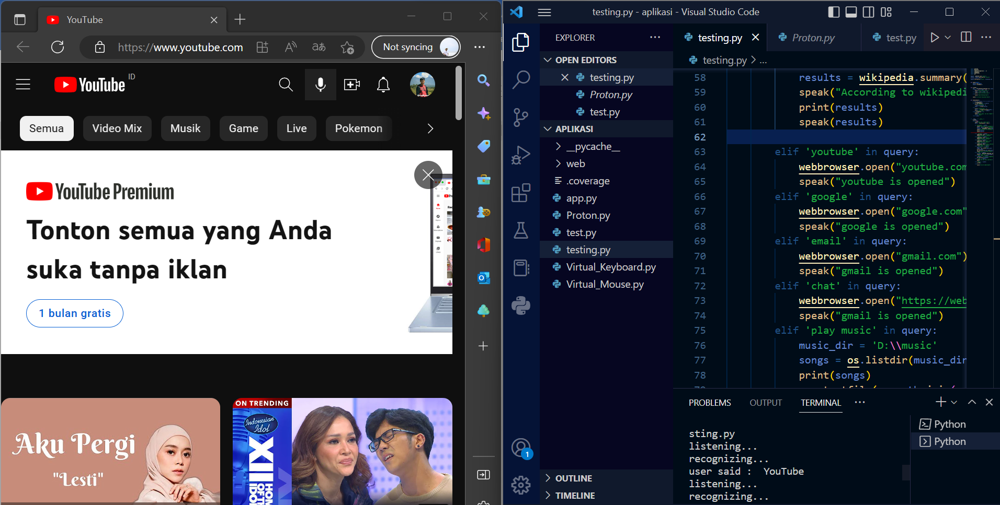 YouTube
https://www.youtube.com
aあ
Not syncing
YouTube ID
Semua
Video Mix
Musik
Game
Live
Pokemon
YouTube Premium
Tonton semua yang Anda
suka tanpa iklan
1 bulan gratis
Aku Pergi
"Lesti"
ON TRENDING
Indonesian
Idol
XII
HOME
OF THE
IDOL
testing.py - aplikasi - Visual Studio Code
EXPLORER
OPEN EDITORS
testing.py
Proton.py
test.py
APLIKASI
__pycache__
web
.coverage
app.py
Proton.py
test.py
testing.py
Virtual_Keyboard.py
Virtual_Mouse.py
1
OUTLINE
TIMELINE
testing.py
Proton.py
test.py
testing.py > ...
58 results = wikipedia.summary(
59 speak("According to wikipedi
60 print(results)
61 speak(results)
62
63 elif 'youtube' in query:
64 webbrowser.open("youtube.com
65 speak("youtube is opened")
66 elif 'google' in query:
67 webbrowser.open("google.com"
68 speak("google is opened")
69 elif 'email' in query:
70 webbrowser.open("gmail.com")
71 speak("gmail is opened")
72 elif 'chat' in query:
73 webbrowser.open("https://web
74 speak("gmail is opened")
75 elif 'play music' in query:
76 music_dir = 'D:\\music'
77 songs = os.listdir(music_dir
78 print(songs)
PROBLEMS
OUTPUT
TERMINAL
sting.py
listening...
recognizing...
user said :  YouTube
listening...
recognizing...
Python
Python